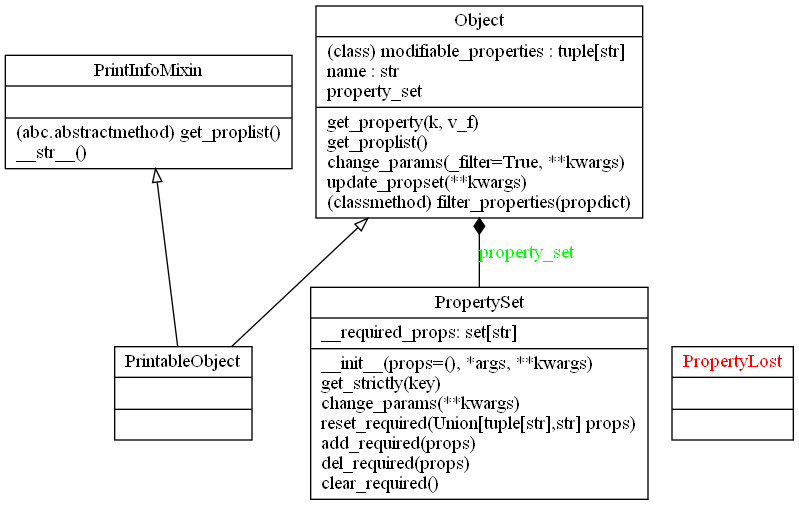 PrintInfoMixin
(abc.abstractmethod) get_proplist()
__str__()
Object
(class) modifiable_properties : tuple[str]
name : str
property_set
get_property(k, v_f)
get_proplist()
change_params(_filter=True, **kwargs)
update_propset(**kwargs)
(classmethod) filter_properties(propdict)
property_set
PrintableObject
PropertySet
__required_props: set[str]
__init__(props=(), *args, **kwargs)
get_strictly(key)
change_params(**kwargs)
reset_required(Union[tuple[str],str] props)
add_required(props)
del_required(props)
clear_required()
PropertyLost